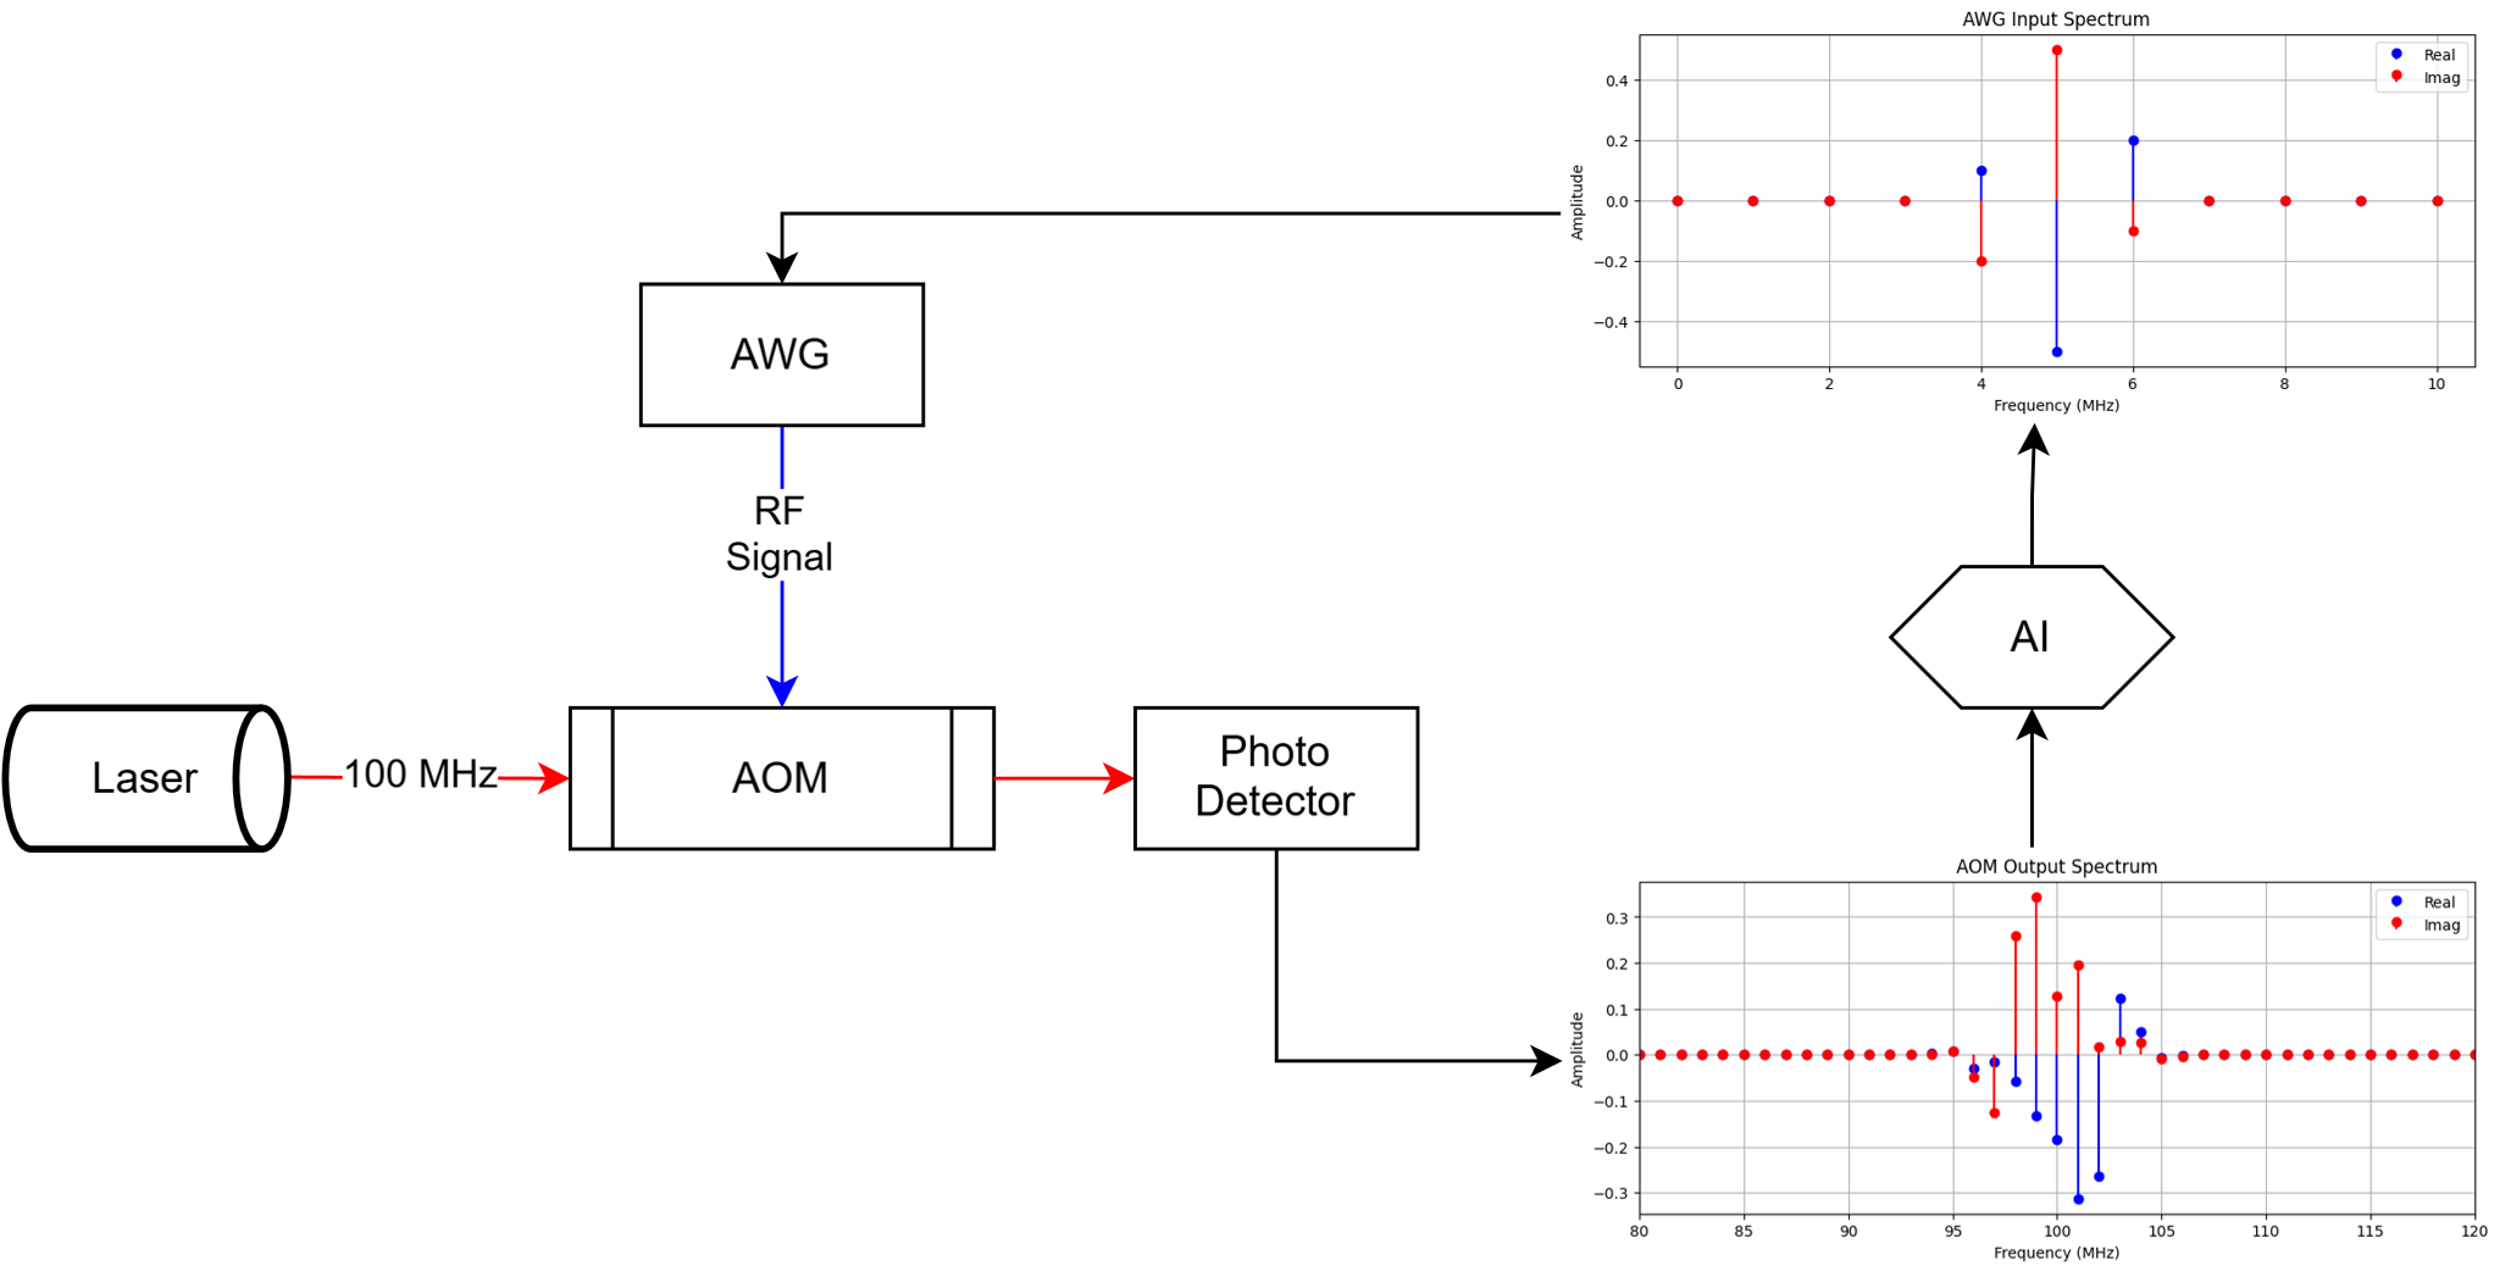 AWG Input Spectrum
Real
Imag
0.4
0.2
0.0
−0.2
−0.4
Amplitude
0 2 4 6 8 10
Frequency (MHz)
AWG
RF
Signal
AI
Laser
100 MHz
AOM
Photo
Detector
AOM Output Spectrum
Real
Imag
0.3
0.2
0.1
0.0
−0.1
−0.2
−0.3
Amplitude
80 85 90 95 100 105 110 115 120
Frequency (MHz)